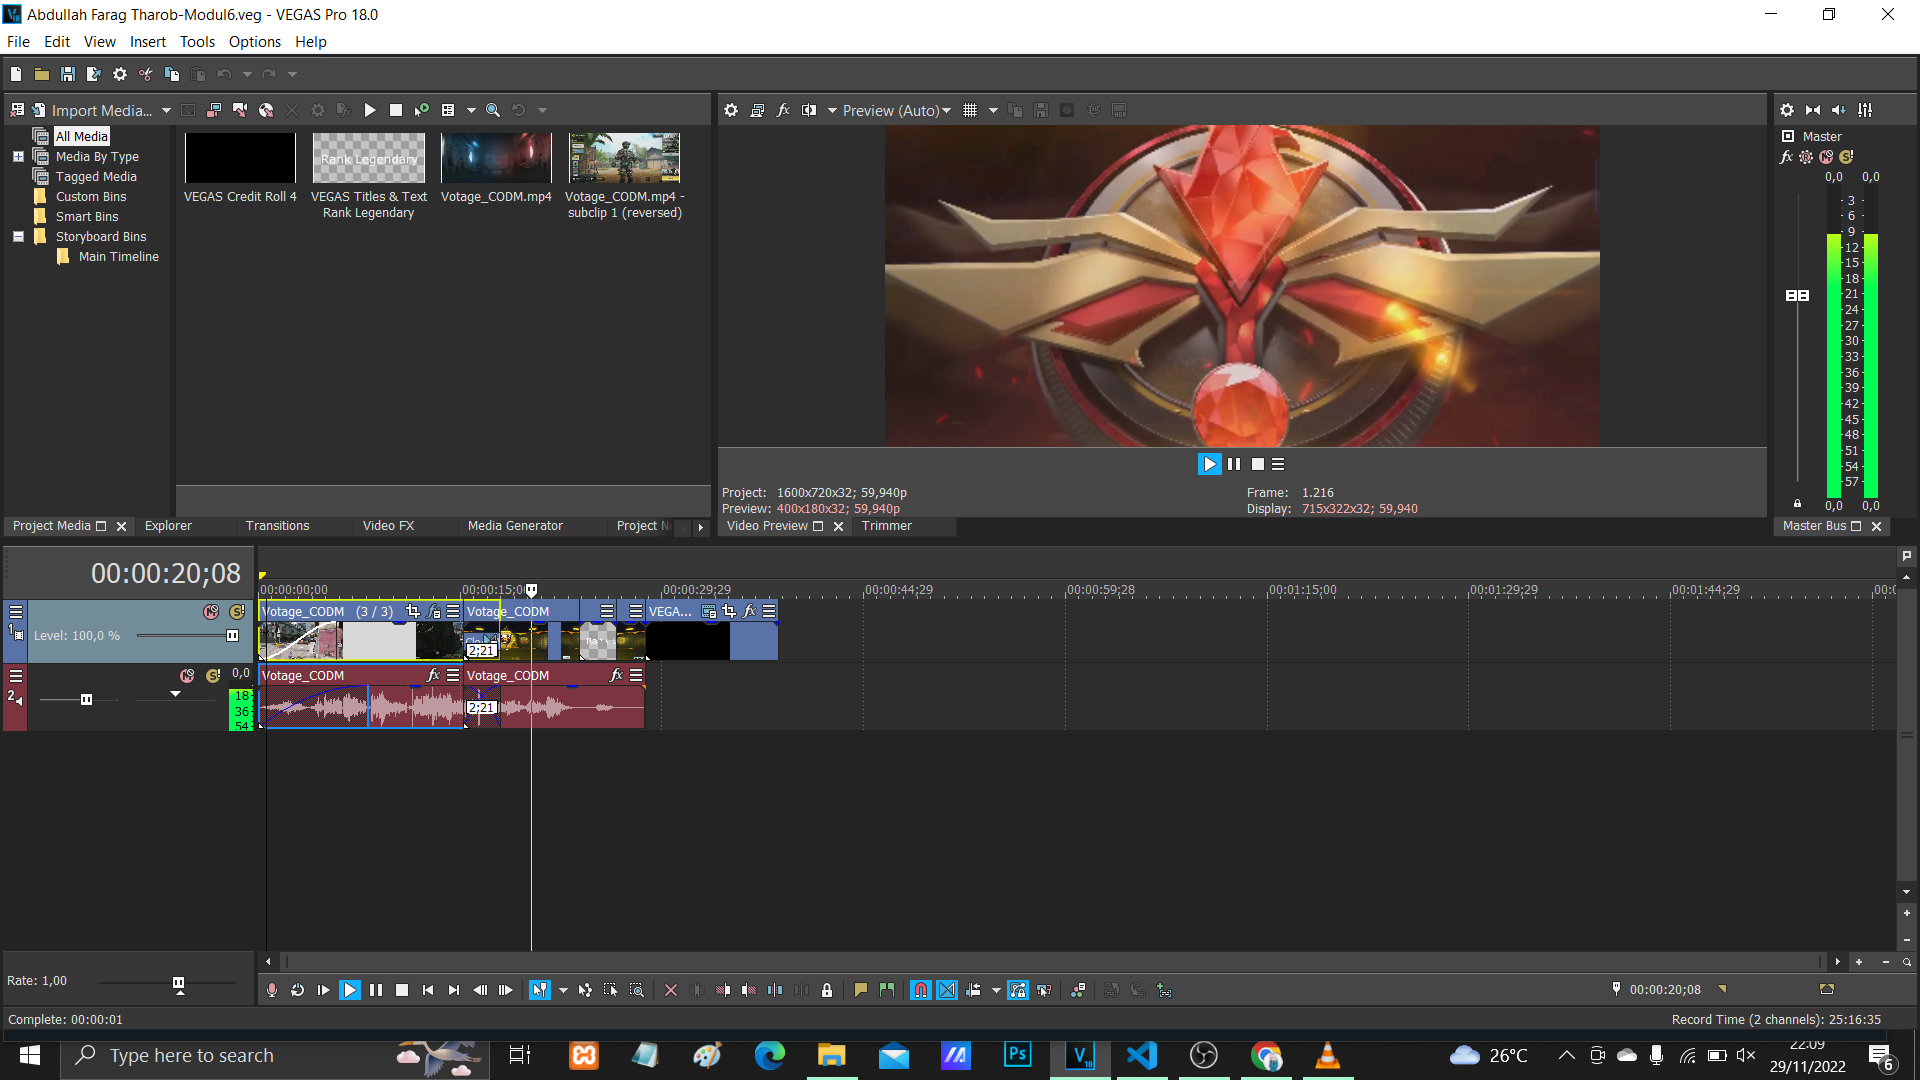 Abdullah Farag Tharob-Modul6.veg - VEGAS Pro 18.0
File Edit View Insert Tools Options Help
Import Media...
Preview (Auto)
All Media
Media By Type
Tagged Media
Custom Bins
Smart Bins
Storyboard Bins
Main Timeline
Rank Legendary
VEGAS Credit Roll 4
VEGAS Titles & Text
Rank Legendary
Votage_CODM.mp4
Votage_CODM.mp4 -
subclip 1 (reversed)
Master
0,0 0,0
3
6
9
12
15
18
21
24
27
30
33
36
39
42
45
48
51
54
57
0,0 0,0
Project: 1600x720x32; 59,940p
Preview: 400x180x32; 59,940p
Frame: 1.216
Display: 715x322x32; 59,940
Project Media
Explorer
Transitions
Video FX
Media Generator
Video Preview
Trimmer
Master Bus
00:00:20;08
00:00:00;00
00:00:29;29
00:00:44;29
00:00:59;28
00:01:15;00
00:01:29;29
00:01:44;29
1
Level: 100,0 %
Votage_CODM (3 / 3)
Votage_CODM
VEGA...
2;21
2
0,0
18
36
54
Votage_CODM
Votage_CODM
2;21
Rate: 1,00
00:00:20;08
Complete: 00:00:01
Record Time (2 channels): 25:16:35
Type here to search
Ps
V
18
26°C
22:09
29/11/2022
6